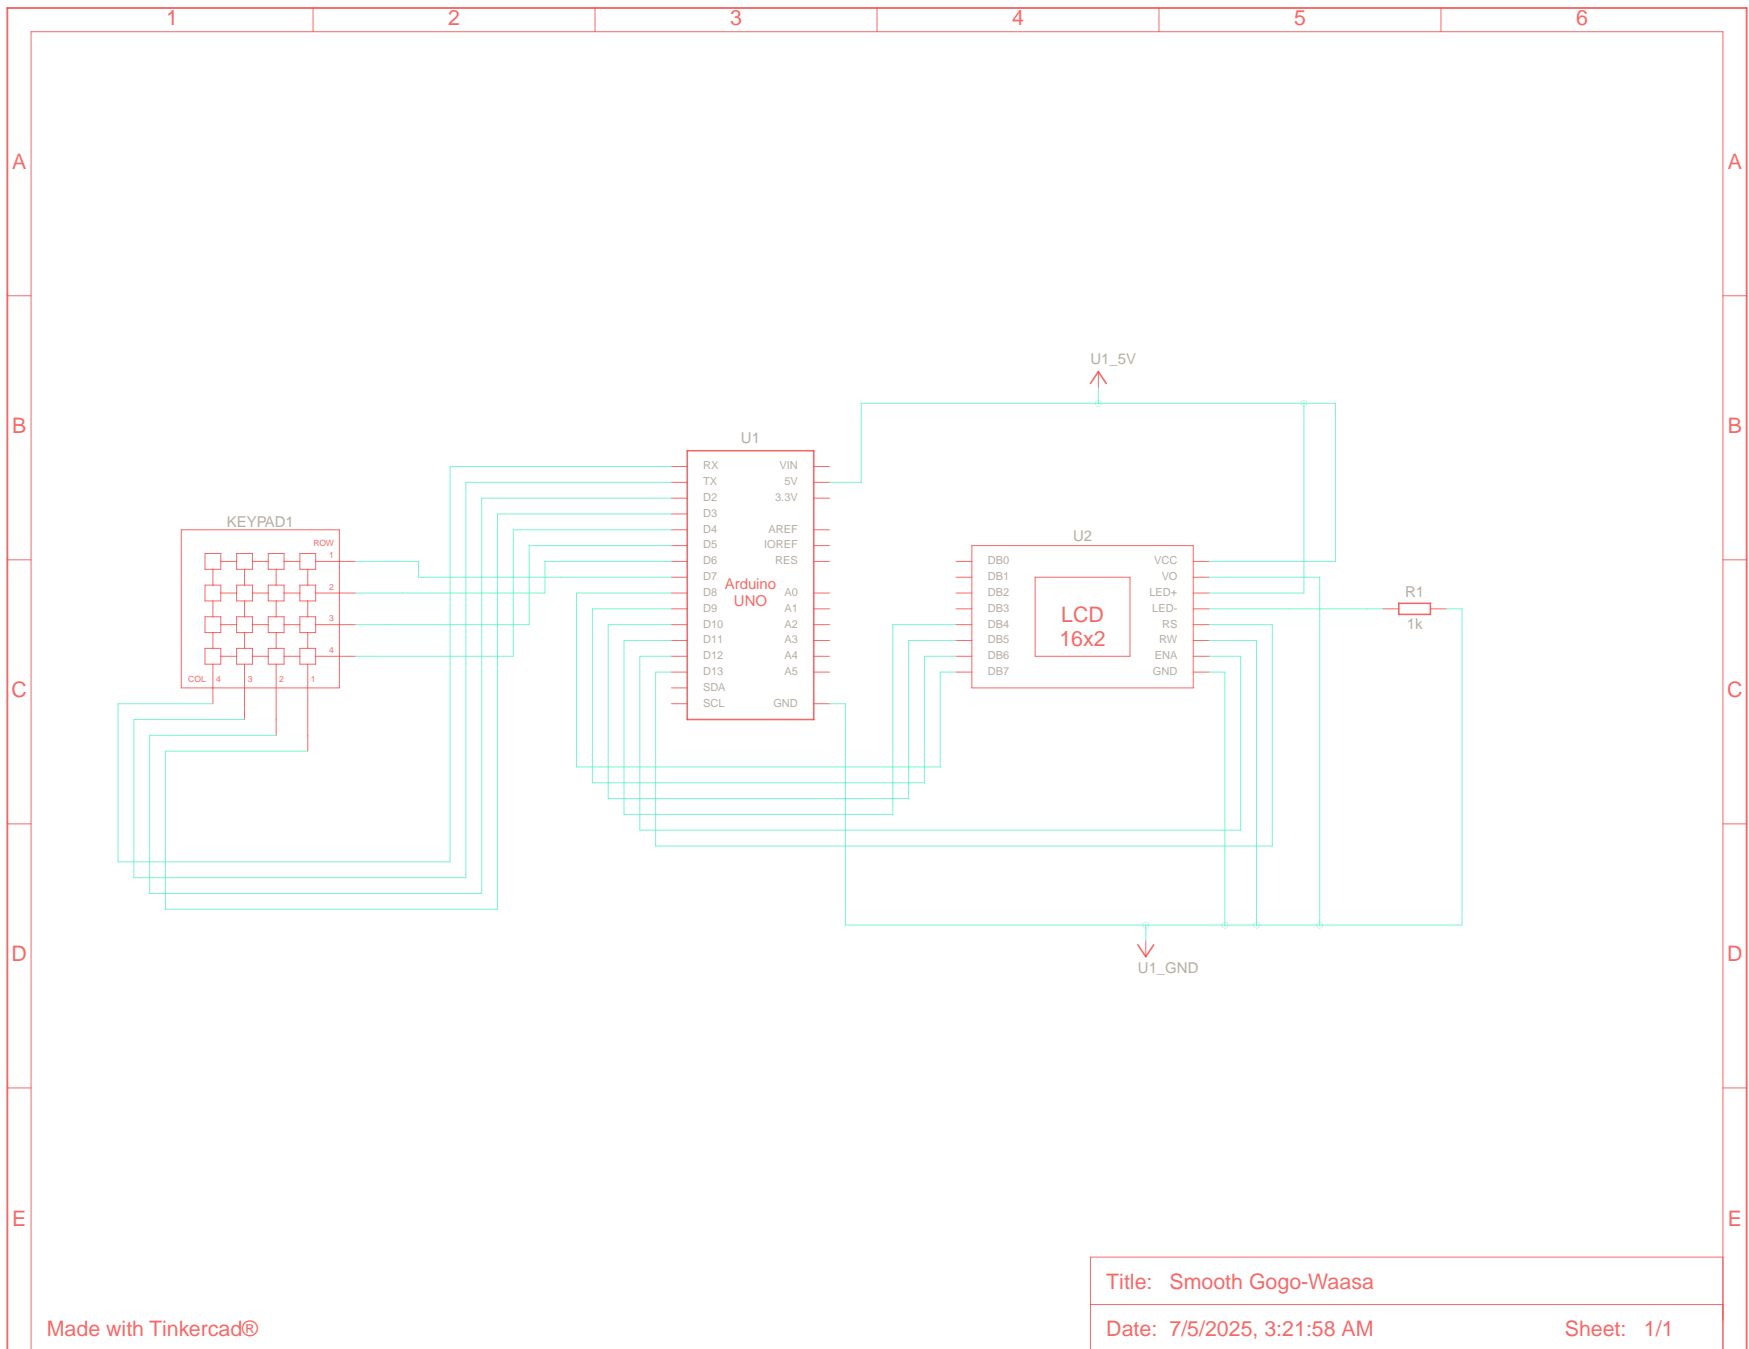 1 2 3 4 5 6
A A
U1_5V
B B
U1
RX VIN
TX 5V
D2 3.3V
D3
D4 AREF
D5 IOREF
D6 RES
D7
Arduino
UNO
D8 A0
D9 A1
D10 A2
D11 A3
D12 A4
D13 A5
SDA
SCL GND
KEYPAD1
ROW
1
2
3
4
COL 4 3 2 1
U2
DB0 VCC
DB1 VO
DB2 LED+
DB3 LED-
DB4 RS
DB5 RW
DB6 ENA
DB7 GND
LCD
16x2
R1
1k
C C
U1_GND
D D
E E
Title: Smooth Gogo-Waasa
Made with Tinkercad®
Date: 7/5/2025, 3:21:58 AM Sheet: 1/1